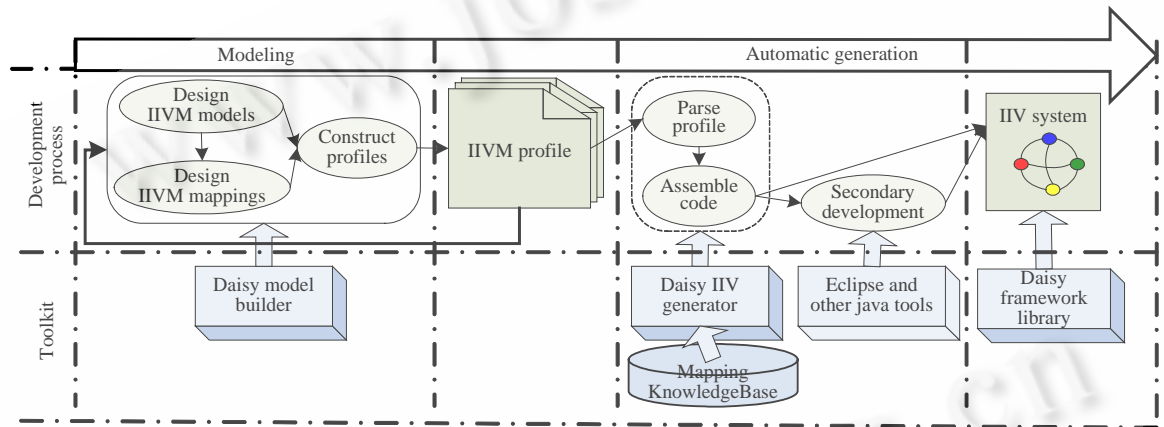 Modeling
Automatic generation
Development
process
Design
IIVM models
Design
IIVM mappings
Construct
profiles
IIVM profile
Parse
profile
Assemble
code
Secondary
development
IIV system
Toolkit
Daisy model
builder
Daisy IIV
generator
Mapping
KnowledgeBase
Eclipse and
other java tools
Daisy
framework
library